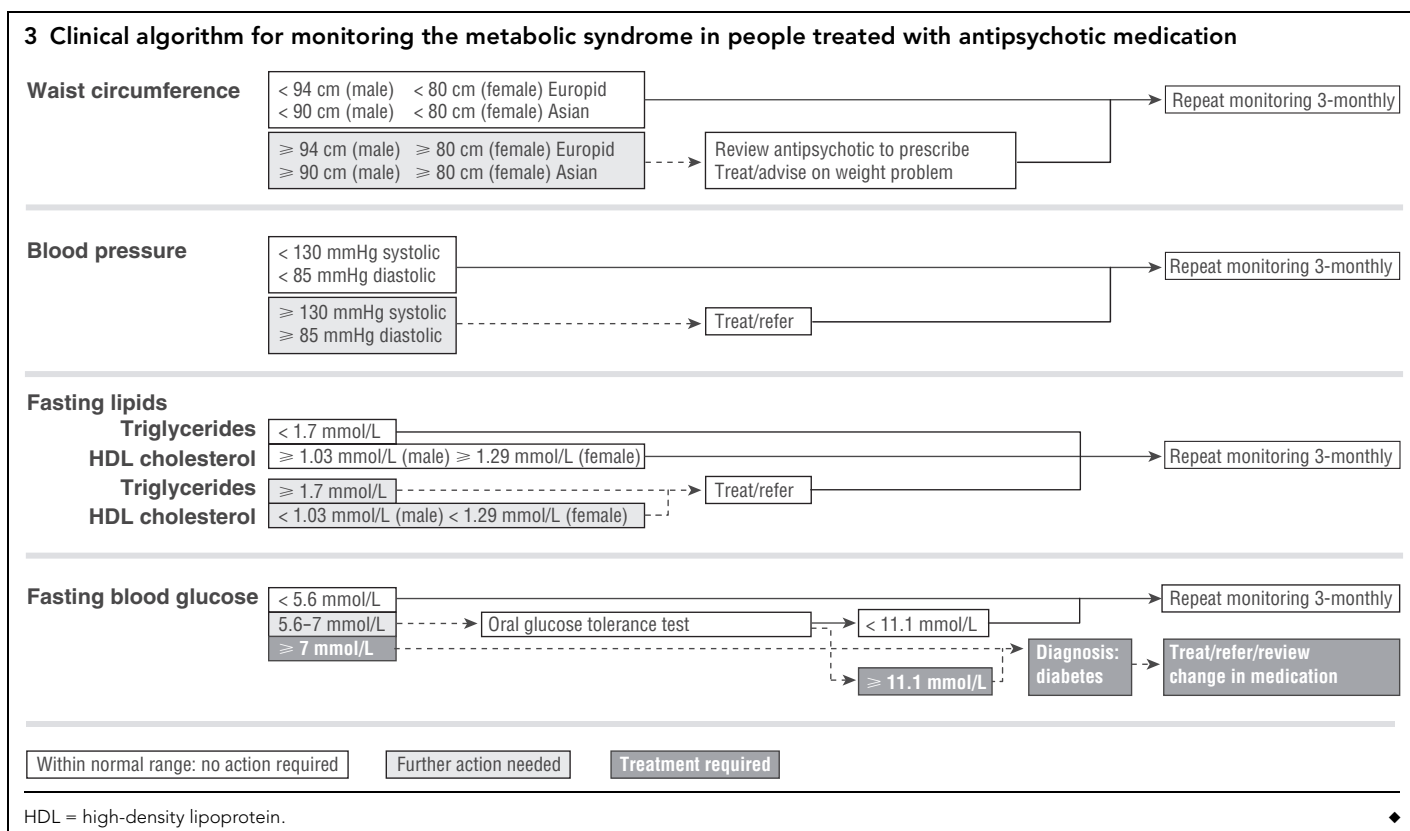 3 Clinical algorithm for monitoring the metabolic syndrome in people treated with antipsychotic medication
Waist circumference
< 94 cm (male) < 80 cm (female) Europid
< 90 cm (male) < 80 cm (female) Asian
Repeat monitoring 3-monthly
⩾ 94 cm (male) ⩾ 80 cm (female) Europid
⩾ 90 cm (male) ⩾ 80 cm (female) Asian
Review antipsychotic to prescribe
Treat/advise on weight problem
Blood pressure
< 130 mmHg systolic
< 85 mmHg diastolic
Repeat monitoring 3-monthly
⩾ 130 mmHg systolic
⩾ 85 mmHg diastolic
Treat/refer
Fasting lipids
Triglycerides < 1.7 mmol/L
HDL cholesterol ⩾ 1.03 mmol/L (male) ⩾ 1.29 mmol/L (female)
Repeat monitoring 3-monthly
Triglycerides ⩾ 1.7 mmol/L
Treat/refer
HDL cholesterol < 1.03 mmol/L (male) < 1.29 mmol/L (female)
Fasting blood glucose
< 5.6 mmol/L
Repeat monitoring 3-monthly
5.6–7 mmol/L
Oral glucose tolerance test
< 11.1 mmol/L
⩾ 7 mmol/L
⩾ 11.1 mmol/L
Diagnosis:
diabetes
Treat/refer/review
change in medication
Within normal range: no action required
Further action needed
Treatment required
HDL = high-density lipoprotein.